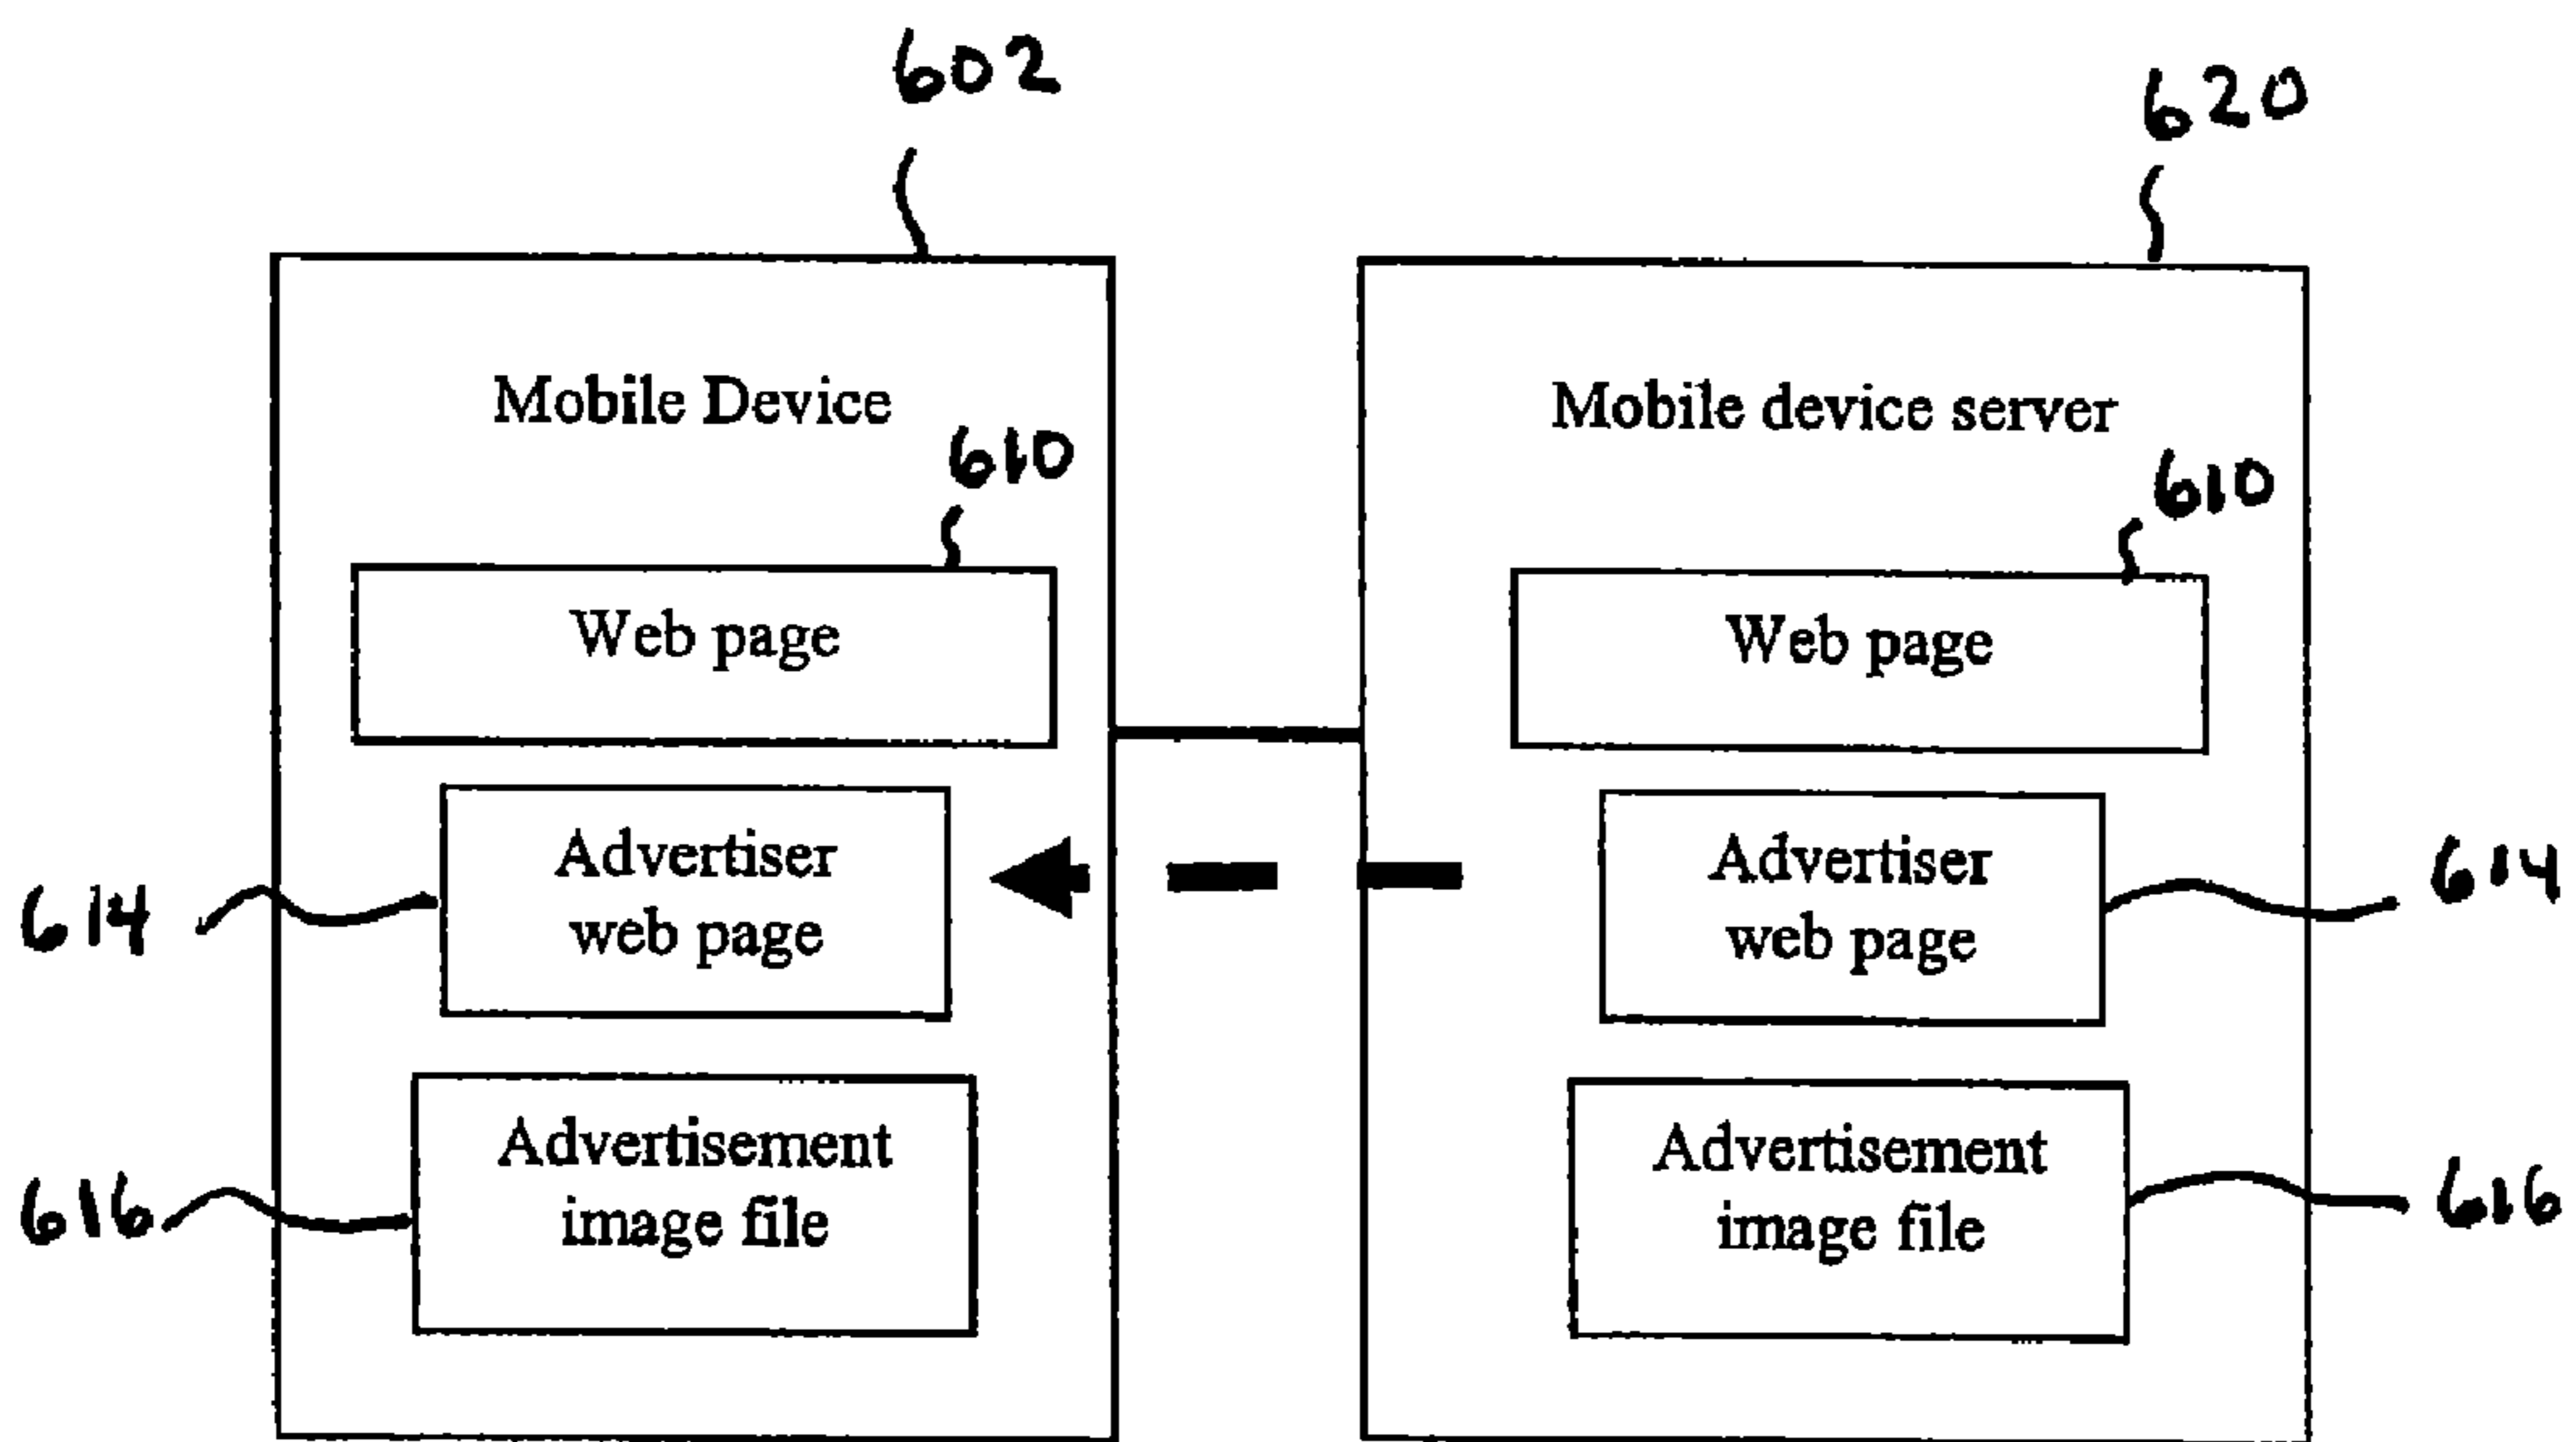 602
620
Mobile Device
Mobile device server
610
610
Web page
Web page
Advertiser
web page
Advertiser
web page
614
614
Advertisement
image file
Advertisement
image file
616
616